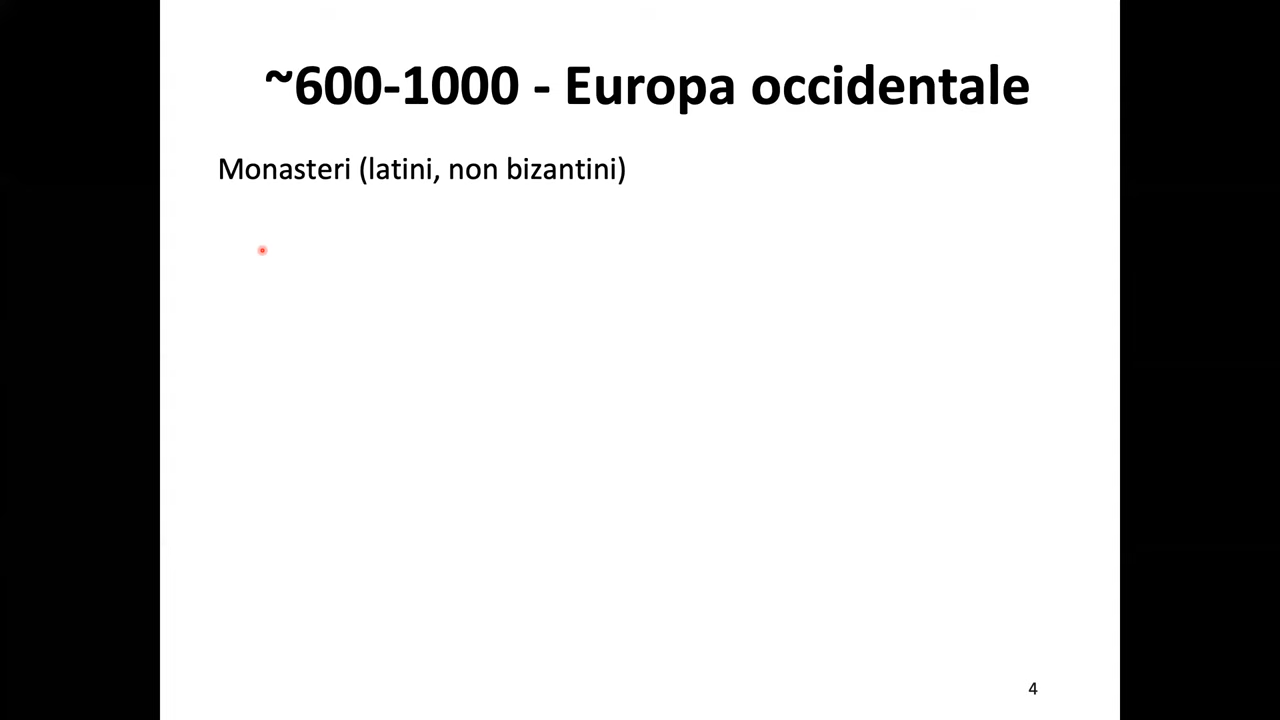 ~600-1000 - Europa occidentale
Monasteri (latini, non bizantini)
4